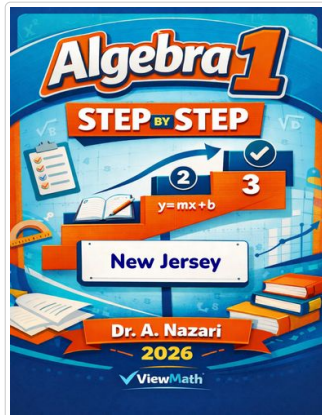 Algebra 1
STEP BY STEP
√B
√D
2
3
y=mx+b
New Jersey
Dr. A. Nazari
2026
ViewMath